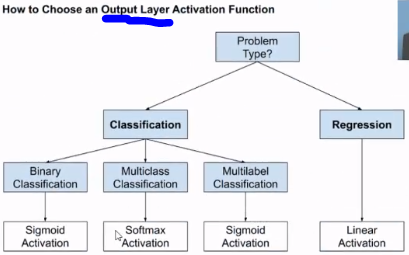 How to Choose an Output Layer Activation Function
Problem
Type?
Classification
Regression
Binary
Classification
Multiclass
Classification
Multilabel
Classification
Sigmoid
Activation
Softmax
Activation
Sigmoid
Activation
Linear
Activation